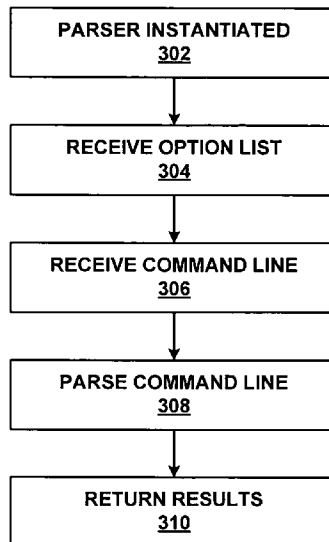 PARSER INSTANTIATED
302
RECEIVE OPTION LIST
304
RECEIVE COMMAND LINE
306
PARSE COMMAND LINE
308
RETURN RESULTS
310